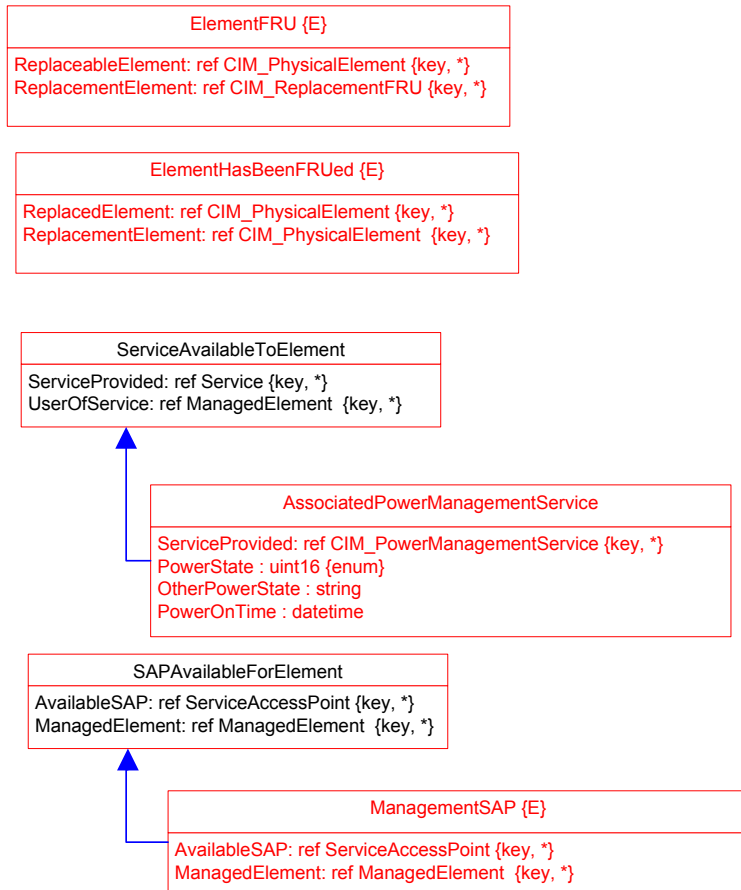 ElementFRU {E}
ReplaceableElement: ref CIM_PhysicalElement {key, *}
ReplacementElement: ref CIM_ReplacementFRU {key, *}
ElementHasBeenFRUed {E}
ReplacedElement: ref CIM_PhysicalElement {key, *}
ReplacementElement: ref CIM_PhysicalElement {key, *}
ServiceAvailableToElement
ServiceProvided: ref Service {key, *}
UserOfService: ref ManagedElement {key, *}
AssociatedPowerManagementService
ServiceProvided: ref CIM_PowerManagementService {key, *}
PowerState : uint16 {enum}
OtherPowerState : string
PowerOnTime : datetime
SAPAvailableForElement
AvailableSAP: ref ServiceAccessPoint {key, *}
ManagedElement: ref ManagedElement {key, *}
ManagementSAP {E}
AvailableSAP: ref ServiceAccessPoint {key, *}
ManagedElement: ref ManagedElement {key, *}